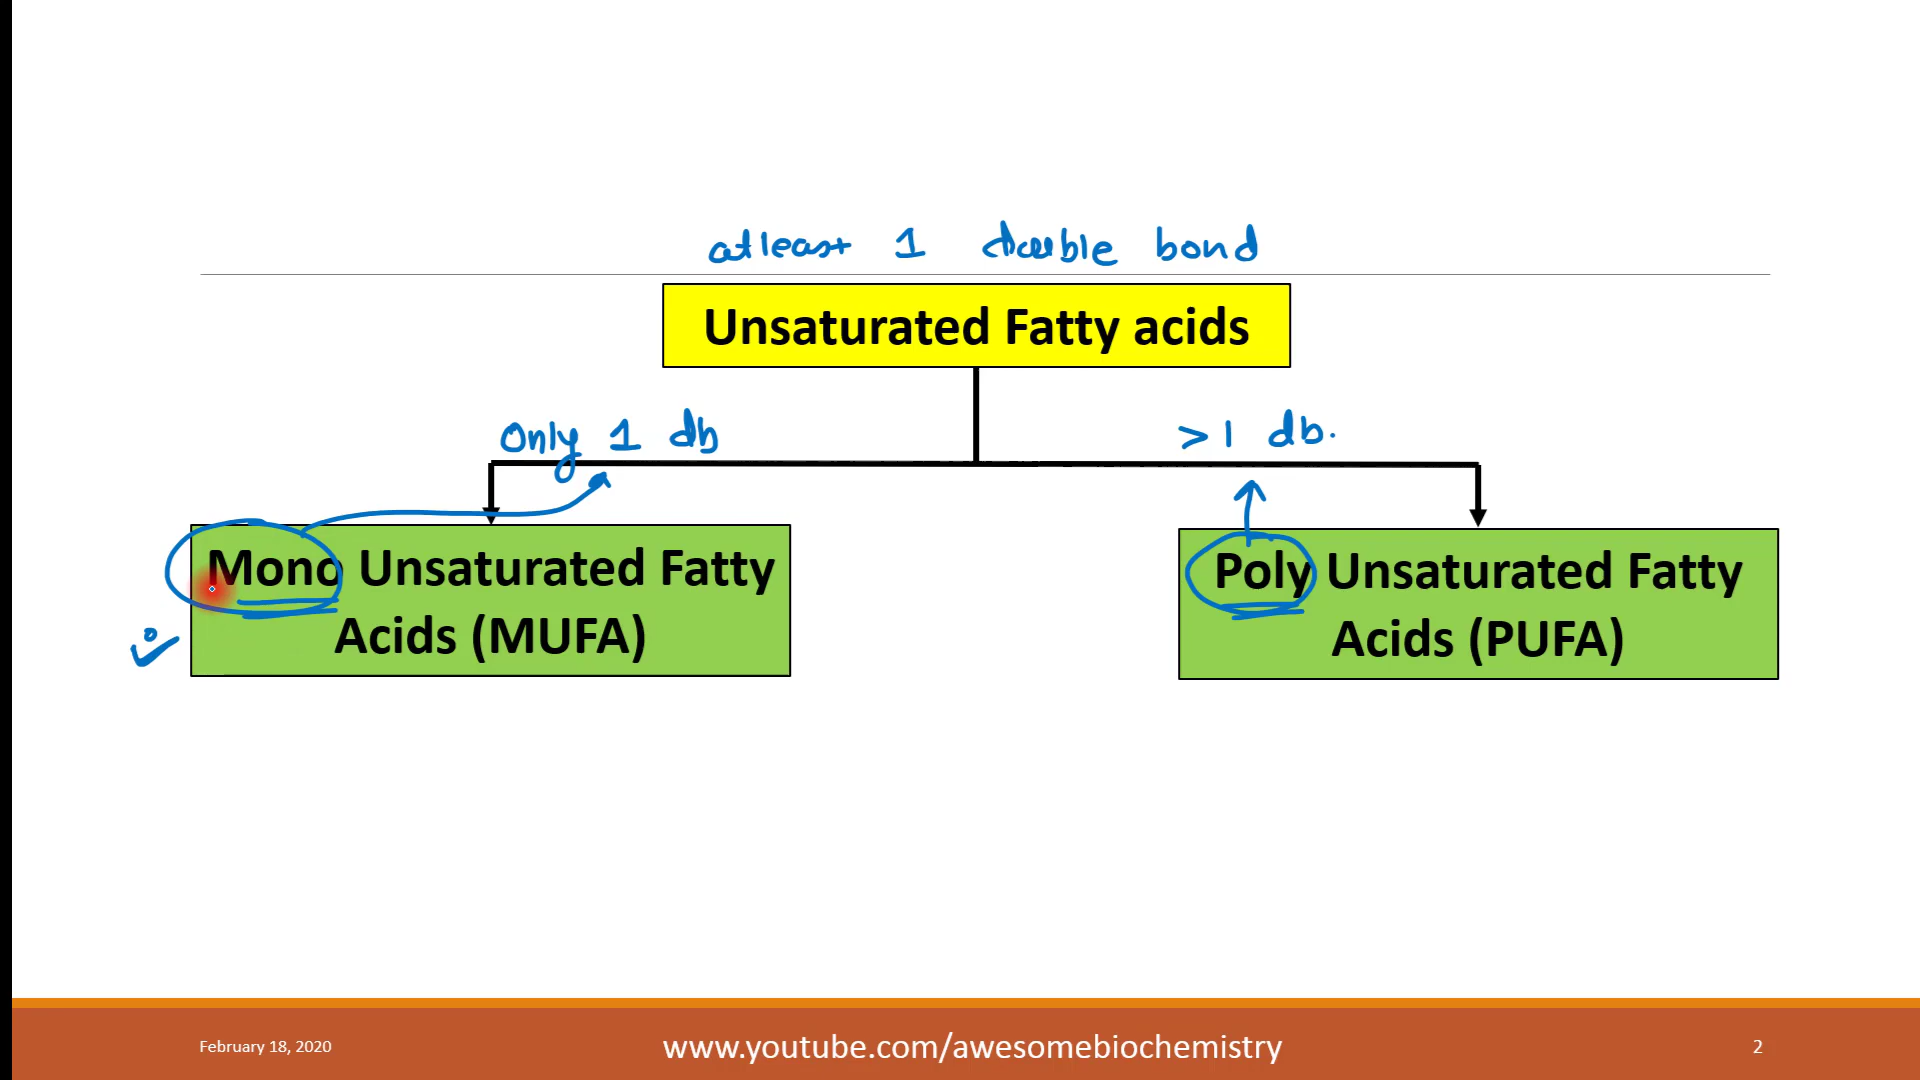 atleast 1 double bond
Unsaturated Fatty acids
Only 1 db
>1 db.
Mono Unsaturated Fatty
Acids (MUFA)
Poly Unsaturated Fatty
Acids (PUFA)
February 18, 2020
www.youtube.com/awesomebiochemistry
2